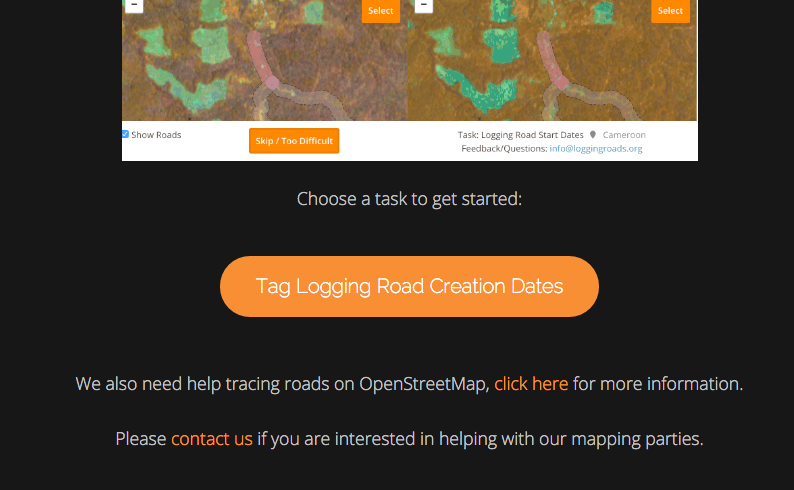 −
Select
−
Select
Show Roads
Skip / Too Difficult
Task: Logging Road Start Dates Cameroon
Feedback/Questions: info@loggingroads.org
Choose a task to get started:
Tag Logging Road Creation Dates
We also need help tracing roads on OpenStreetMap, click here for more information.
Please contact us if you are interested in helping with our mapping parties.